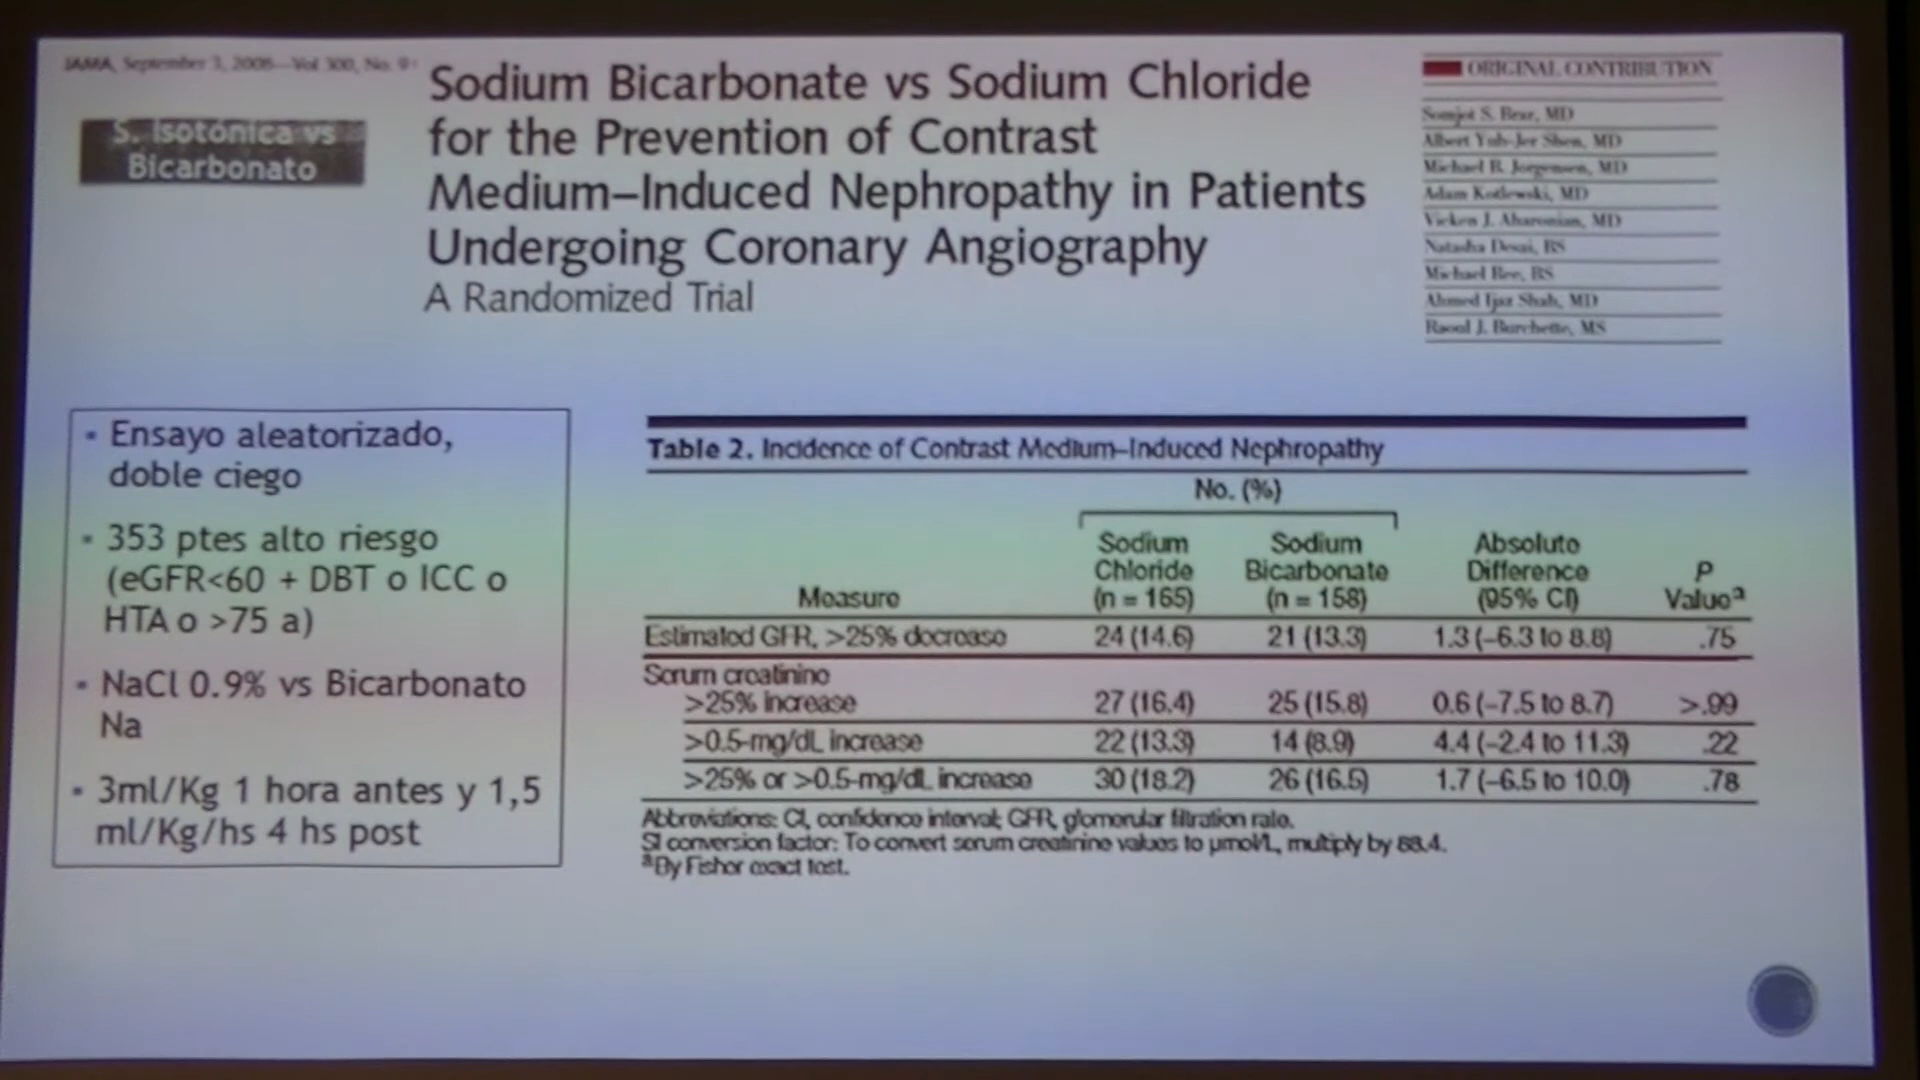 JAMA, September 3, 2008—Vol 300, No. 9
S. Isotónica vs
Bicarbonato
Sodium Bicarbonate vs Sodium Chloride
for the Prevention of Contrast
Medium–Induced Nephropathy in Patients
Undergoing Coronary Angiography
A Randomized Trial
ORIGINAL CONTRIBUTION
Somjot S. Brar, MD
Albert Yuh-Jer Shen, MD
Michael B. Jorgensen, MD
Adam Kotlewski, MD
Vicken J. Aharonian, MD
Natasha Desai, BS
Michael Ree, BS
Ahmed Ijaz Shah, MD
Raoul J. Burchette, MS
▪ Ensayo aleatorizado,
doble ciego
▪ 353 ptes alto riesgo
(eGFR<60 + DBT o ICC o
HTA o >75 a)
▪ NaCl 0.9% vs Bicarbonato
Na
▪ 3ml/Kg 1 hora antes y 1,5
ml/Kg/hs 4 hs post
Table 2. Incidence of Contrast Medium–Induced Nephropathy
No. (%)
Measure Sodium Chloride (n = 165) Sodium Bicarbonate (n = 158) Absolute Difference (95% CI) P Valueª
Estimated GFR, >25% decrease 24 (14.6) 21 (13.3) 1.3 (–6.3 to 8.8) .75
Serum creatinine
>25% increase 27 (16.4) 25 (15.8) 0.6 (–7.5 to 8.7) >.99
>0.5-mg/dL increase 22 (13.3) 14 (8.9) 4.4 (–2.4 to 11.3) .22
>25% or >0.5-mg/dL increase 30 (18.2) 26 (16.5) 1.7 (–6.5 to 10.0) .78
Abbreviations: CI, confidence interval; GFR, glomerular filtration rate.
SI conversion factor: To convert serum creatinine values to µmol/L, multiply by 88.4.
ªBy Fisher exact test.